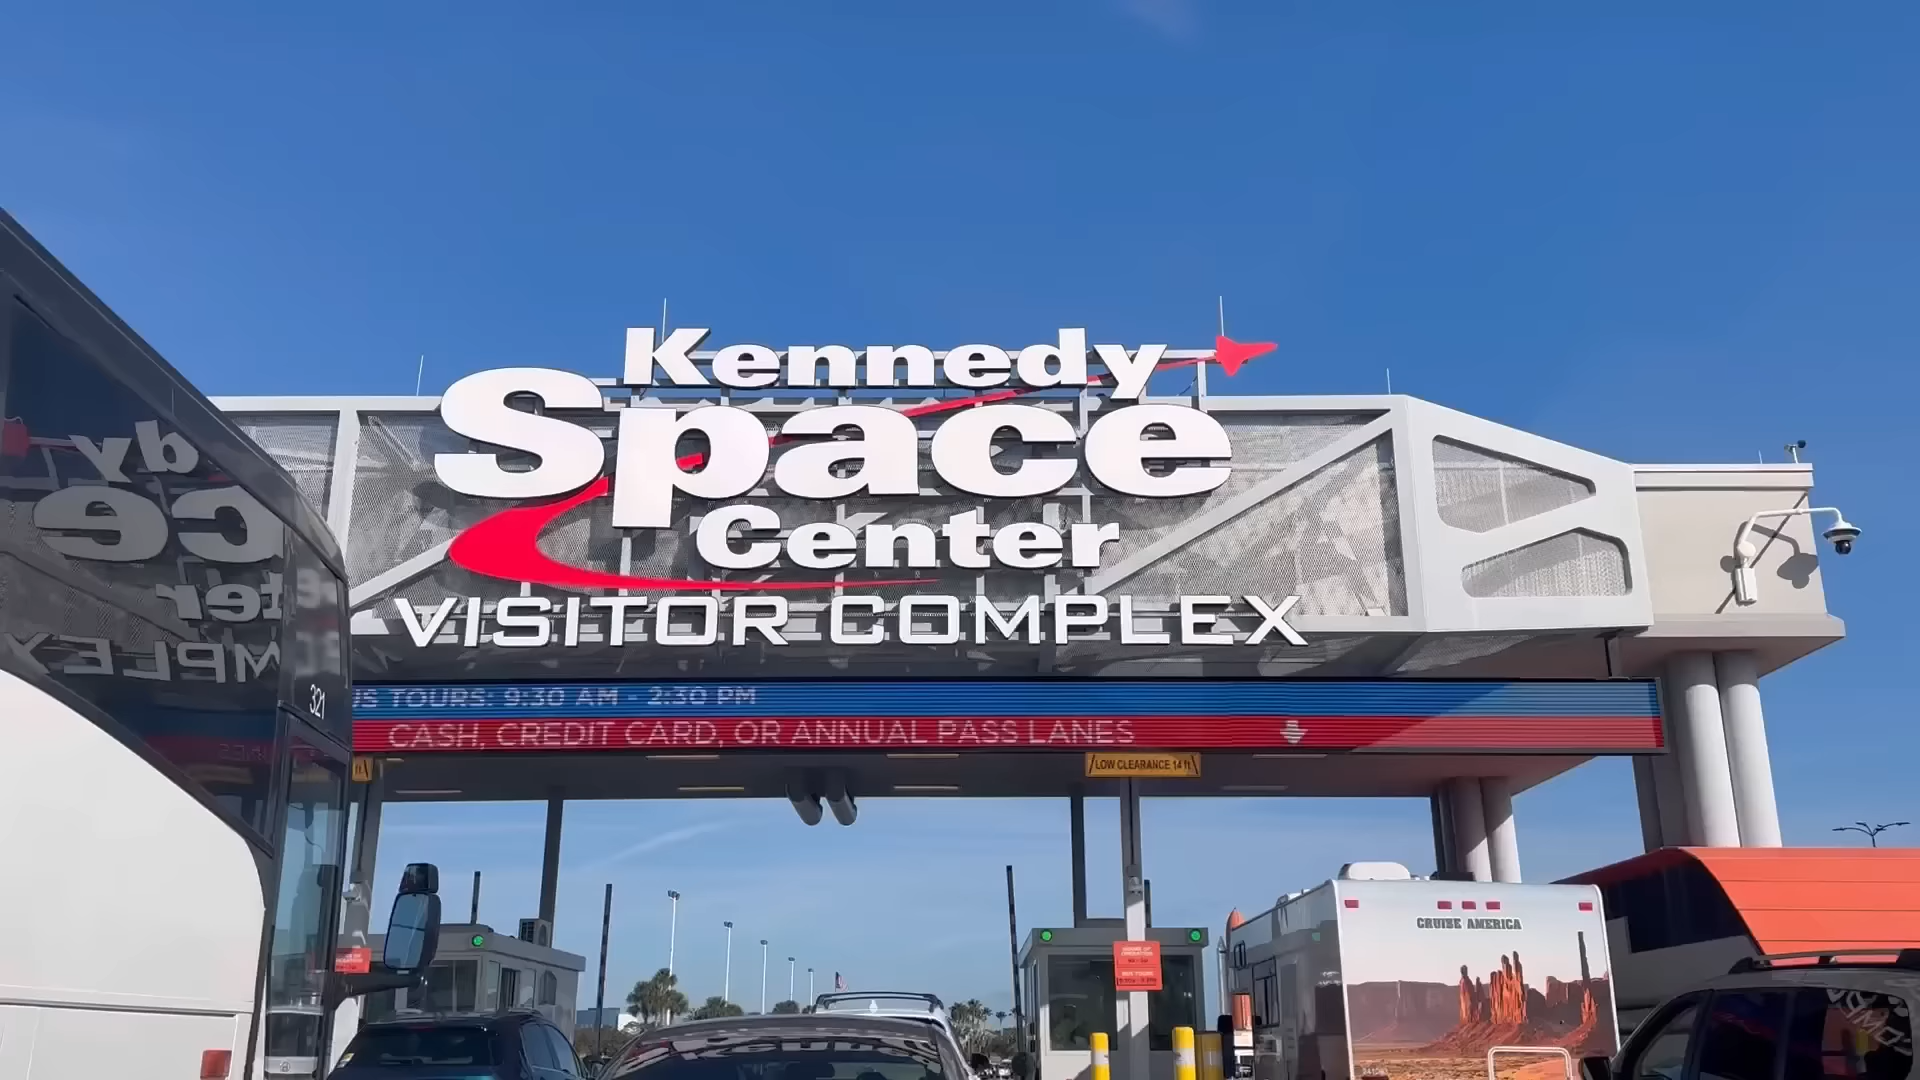 Kennedy
Space
Center
VISITOR COMPLEX
US TOURS: 9:30 AM - 2:30 PM
CASH, CREDIT CARD, OR ANNUAL PASS LANES
LOW CLEARANCE 14 ft
321
CRUISE AMERICA